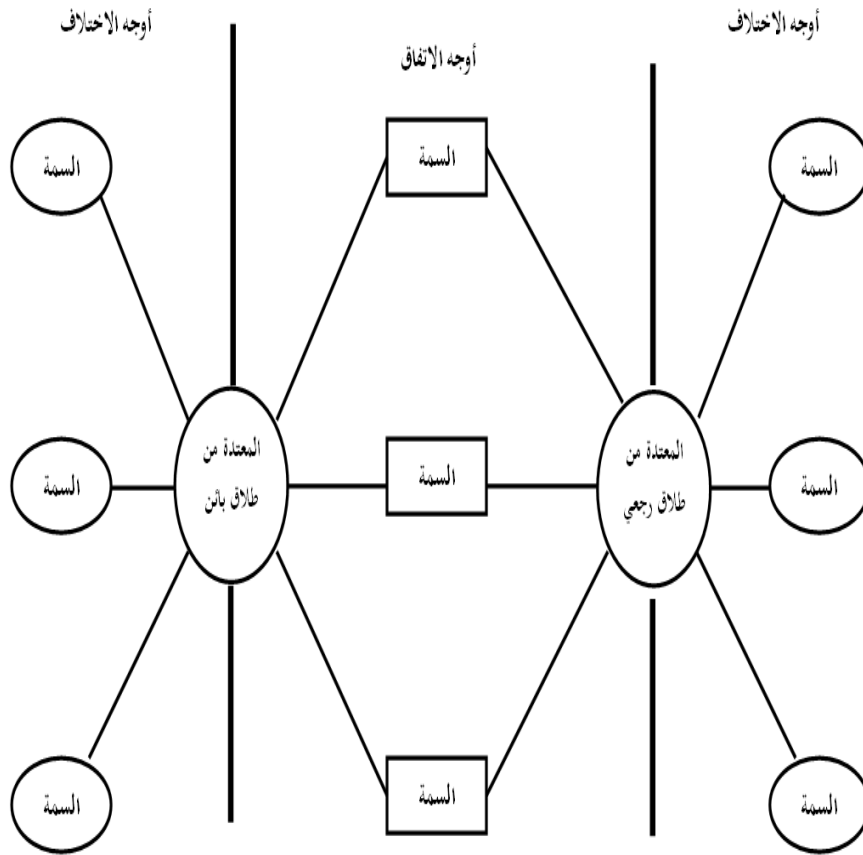 أوجه الاختلاف
أوجه الاتفاق
أوجه الاختلاف
السمة
السمة
السمة
السمة
المعتدة من
طلاق رجعي
السمة
المعتدة من
طلاق بائن
السمة
السمة
السمة
السمة